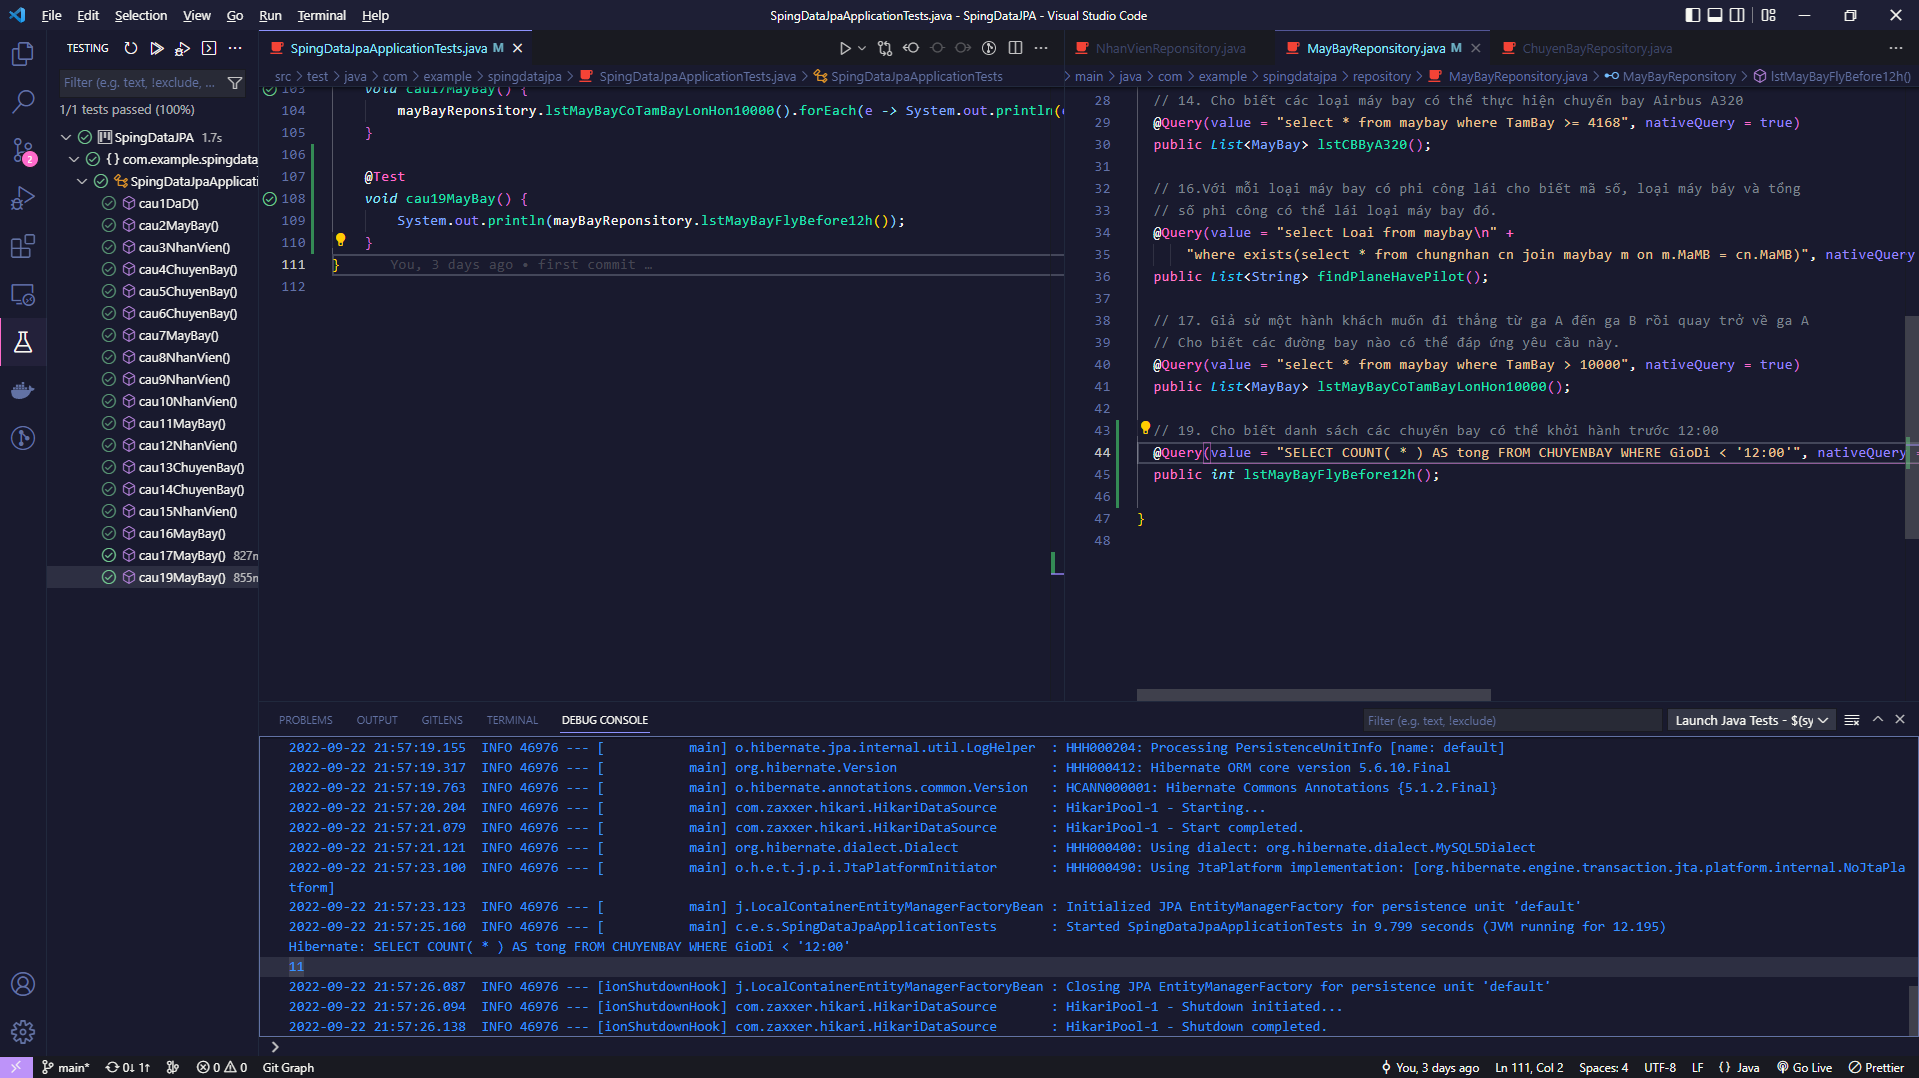 File Edit Selection View Go Run Terminal Help
SpingDataJpaApplicationTests.java - SpingDataJPA - Visual Studio Code
TESTING
Filter (e.g. text, !exclude, ...
1/1 tests passed (100%)
SpingDataJPA 1.7s
{} com.example.spingdataj
SpingDataJpaApplicati
cau1DaD()
cau2MayBay()
cau3NhanVien()
cau4ChuyenBay()
cau5ChuyenBay()
cau6ChuyenBay()
cau7MayBay()
cau8NhanVien()
cau9NhanVien()
cau10NhanVien()
cau11MayBay()
cau12NhanVien()
cau13ChuyenBay()
cau14ChuyenBay()
cau15NhanVien()
cau16MayBay()
cau17MayBay() 827m
cau19MayBay() 855m
2
SpingDataJpaApplicationTests.java M
src > test > java > com > example > spingdatajpa > SpingDataJpaApplicationTests.java > SpingDataJpaApplicationTests
103 void cau17MayBay() {
104 mayBayReponsitory.lstMayBayCoTamBayLonHon10000().forEach(e -> System.out.println(e
105 }
106
107 @Test
108 void cau19MayBay() {
109 System.out.println(mayBayReponsitory.lstMayBayFlyBefore12h());
110 }
111 } You, 3 days ago • first commit …
112
NhanVienReponsitory.java MayBayReponsitory.java M ChuyenBayRepository.java
> main > java > com > example > spingdatajpa > repository > MayBayReponsitory.java > MayBayReponsitory > lstMayBayFlyBefore12h()
28 // 14. Cho biết các loại máy bay có thể thực hiện chuyến bay Airbus A320
29 @Query(value = "select * from maybay where TamBay >= 4168", nativeQuery = true)
30 public List<MayBay> lstCBByA320();
31
32 // 16.Với mỗi loại máy bay có phi công lái cho biết mã số, loại máy báy và tổng
33 // số phi công có thể lái loại máy bay đó.
34 @Query(value = "select Loai from maybay\n" +
35 "where exists(select * from chungnhan cn join maybay m on m.MaMB = cn.MaMB)", nativeQuery
36 public List<String> findPlaneHavePilot();
37
38 // 17. Giả sử một hành khách muốn đi thẳng từ ga A đến ga B rồi quay trở về ga A
39 // Cho biết các đường bay nào có thể đáp ứng yêu cầu này.
40 @Query(value = "select * from maybay where TamBay > 10000", nativeQuery = true)
41 public List<MayBay> lstMayBayCoTamBayLonHon10000();
42
43 // 19. Cho biết danh sách các chuyến bay có thể khởi hành trước 12:00
44 @Query(value = "SELECT COUNT( * ) AS tong FROM CHUYENBAY WHERE GioDi < '12:00'", nativeQuery =
45 public int lstMayBayFlyBefore12h();
46
47 }
48
PROBLEMS OUTPUT GITLENS TERMINAL DEBUG CONSOLE
Filter (e.g. text, !exclude)
Launch Java Tests - $(sy
2022-09-22 21:57:19.155 INFO 46976 --- [ main] o.hibernate.jpa.internal.util.LogHelper : HHH000204: Processing PersistenceUnitInfo [name: default]
2022-09-22 21:57:19.317 INFO 46976 --- [ main] org.hibernate.Version : HHH000412: Hibernate ORM core version 5.6.10.Final
2022-09-22 21:57:19.763 INFO 46976 --- [ main] o.hibernate.annotations.common.Version : HCANN000001: Hibernate Commons Annotations {5.1.2.Final}
2022-09-22 21:57:20.204 INFO 46976 --- [ main] com.zaxxer.hikari.HikariDataSource : HikariPool-1 - Starting...
2022-09-22 21:57:21.079 INFO 46976 --- [ main] com.zaxxer.hikari.HikariDataSource : HikariPool-1 - Start completed.
2022-09-22 21:57:21.121 INFO 46976 --- [ main] org.hibernate.dialect.Dialect : HHH000400: Using dialect: org.hibernate.dialect.MySQL5Dialect
2022-09-22 21:57:23.100 INFO 46976 --- [ main] o.h.e.t.j.p.i.JtaPlatformInitiator : HHH000490: Using JtaPlatform implementation: [org.hibernate.engine.transaction.jta.platform.internal.NoJtaPla
tform]
2022-09-22 21:57:23.123 INFO 46976 --- [ main] j.LocalContainerEntityManagerFactoryBean : Initialized JPA EntityManagerFactory for persistence unit 'default'
2022-09-22 21:57:25.160 INFO 46976 --- [ main] c.e.s.SpingDataJpaApplicationTests : Started SpingDataJpaApplicationTests in 9.799 seconds (JVM running for 12.195)
Hibernate: SELECT COUNT( * ) AS tong FROM CHUYENBAY WHERE GioDi < '12:00'
11
2022-09-22 21:57:26.087 INFO 46976 --- [ionShutdownHook] j.LocalContainerEntityManagerFactoryBean : Closing JPA EntityManagerFactory for persistence unit 'default'
2022-09-22 21:57:26.094 INFO 46976 --- [ionShutdownHook] com.zaxxer.hikari.HikariDataSource : HikariPool-1 - Shutdown initiated...
2022-09-22 21:57:26.138 INFO 46976 --- [ionShutdownHook] com.zaxxer.hikari.HikariDataSource : HikariPool-1 - Shutdown completed.
main* 0↓ 1↑ 0 0 Git Graph
You, 3 days ago Ln 111, Col 2 Spaces: 4 UTF-8 LF {} Java Go Live Prettier